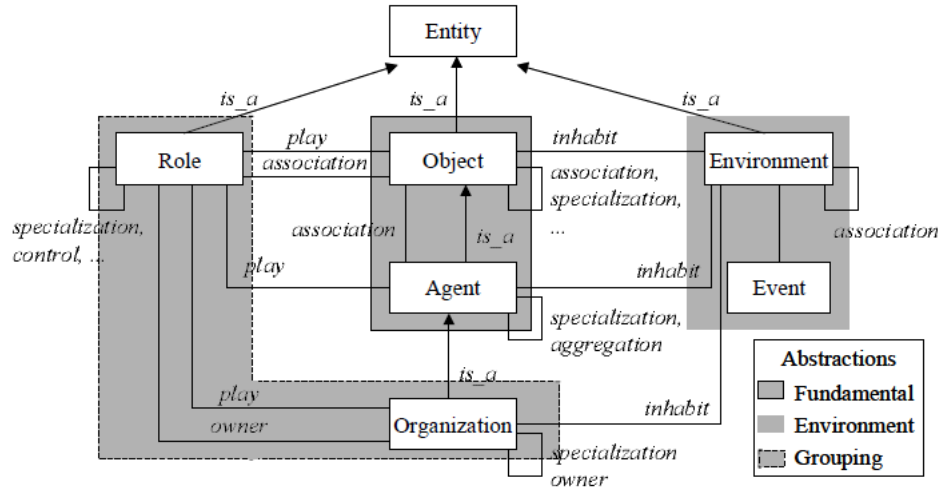 Entity
is_a
is_a
is_a
Role
play
association
Object
inhabit
Environment
specialization,
control, ...
association
is_a
association,
specialization,
...
association
play
Agent
inhabit
Event
specialization,
aggregation
is_a
play
owner
Organization
inhabit
specialization
owner
Abstractions
Fundamental
Environment
Grouping